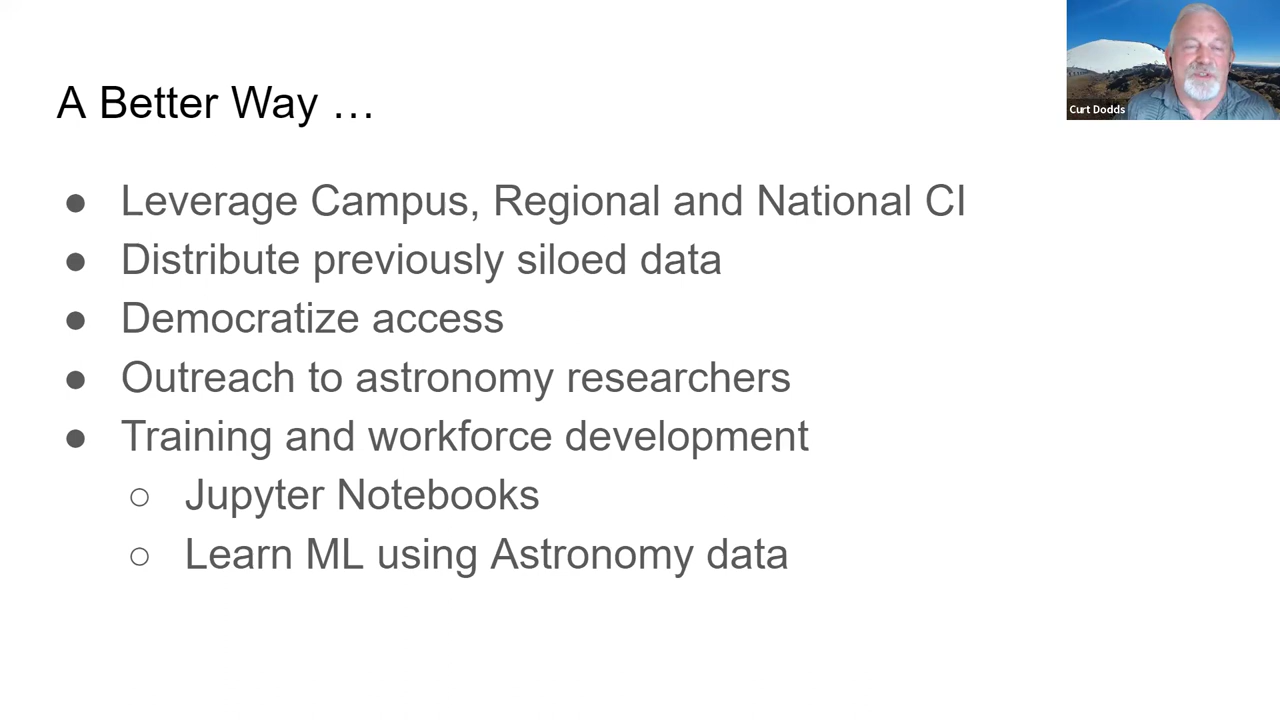 A Better Way …
Curt Dodds
● Leverage Campus, Regional and National CI
● Distribute previously siloed data
● Democratize access
● Outreach to astronomy researchers
● Training and workforce development
○ Jupyter Notebooks
○ Learn ML using Astronomy data